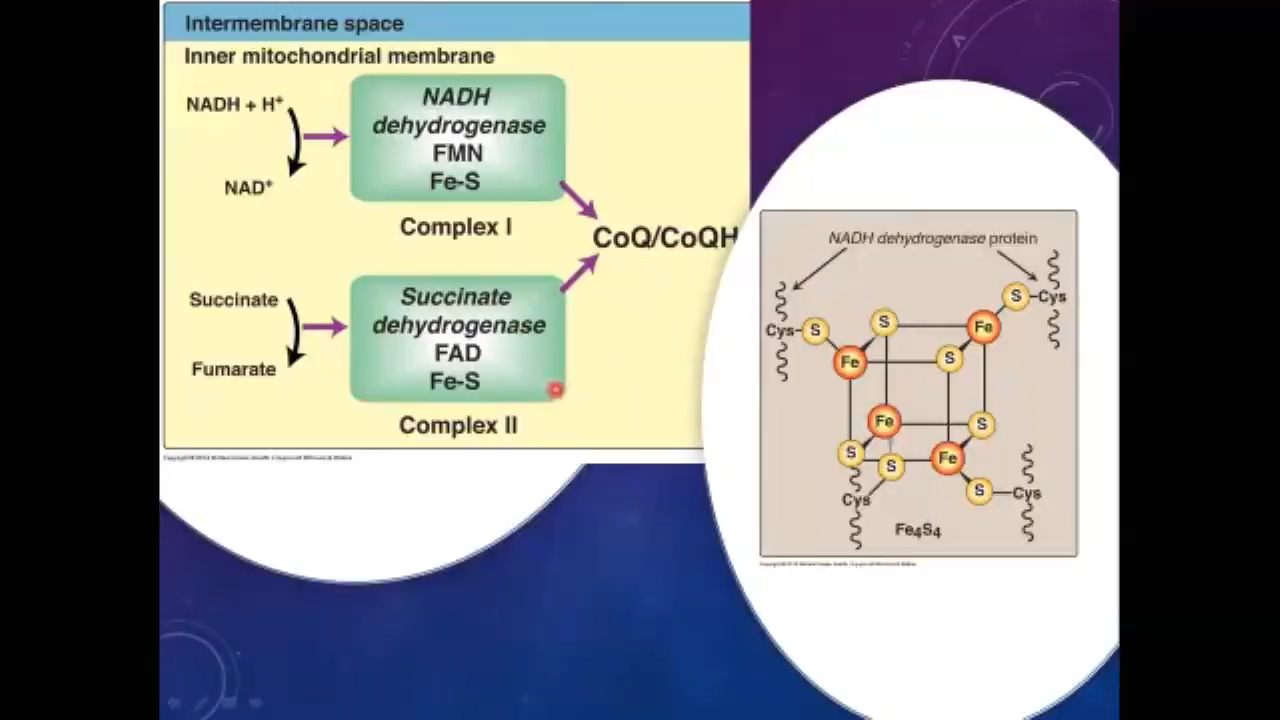 Intermembrane space
Inner mitochondrial membrane
NADH + H⁺
NAD⁺
NADH
dehydrogenase
FMN
Fe-S
Complex I
CoQ/CoQH
Succinate
Fumarate
Succinate
dehydrogenase
FAD
Fe-S
Complex II
NADH dehydrogenase protein
S
Cys
Cys
S
S
Fe
Fe
S
Fe
S
S
Fe
S
Cys
S
Cys
Fe₄S₄